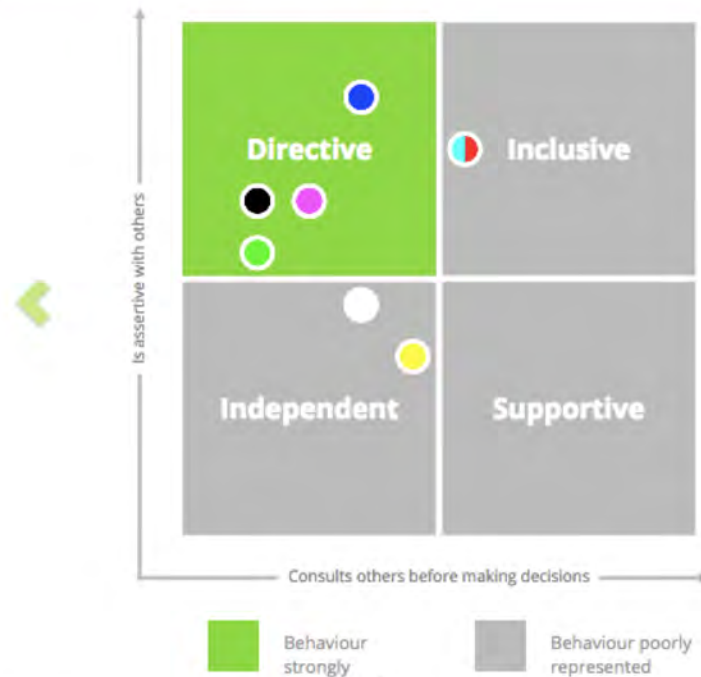 Directive
Inclusive
Is assertive with others
Independent
Supportive
Consults others before making decisions
Behaviour
strongly
Behaviour poorly
represented